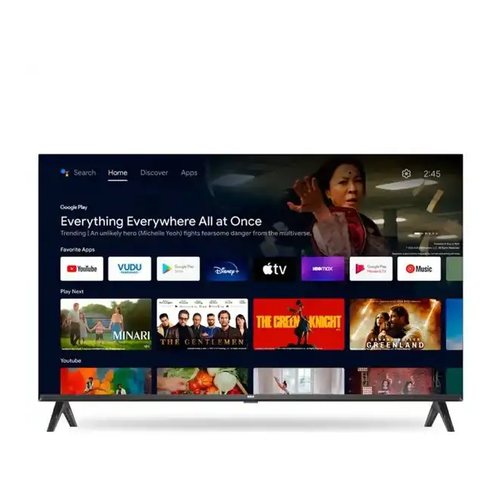 Search Home Discover Apps 2:45
Google Play
Everything Everywhere All at Once
Trending | An unlikely hero (Michelle Yeoh) fights fearsome danger from the multiverse.
Favorite Apps
YouTube VUDU Google Play Disney+ tv HBOMAX Google Play Music
Play Next
MINARI THE GENTLEMEN THE GREEN KNIGHT GREENLAND
Youtube